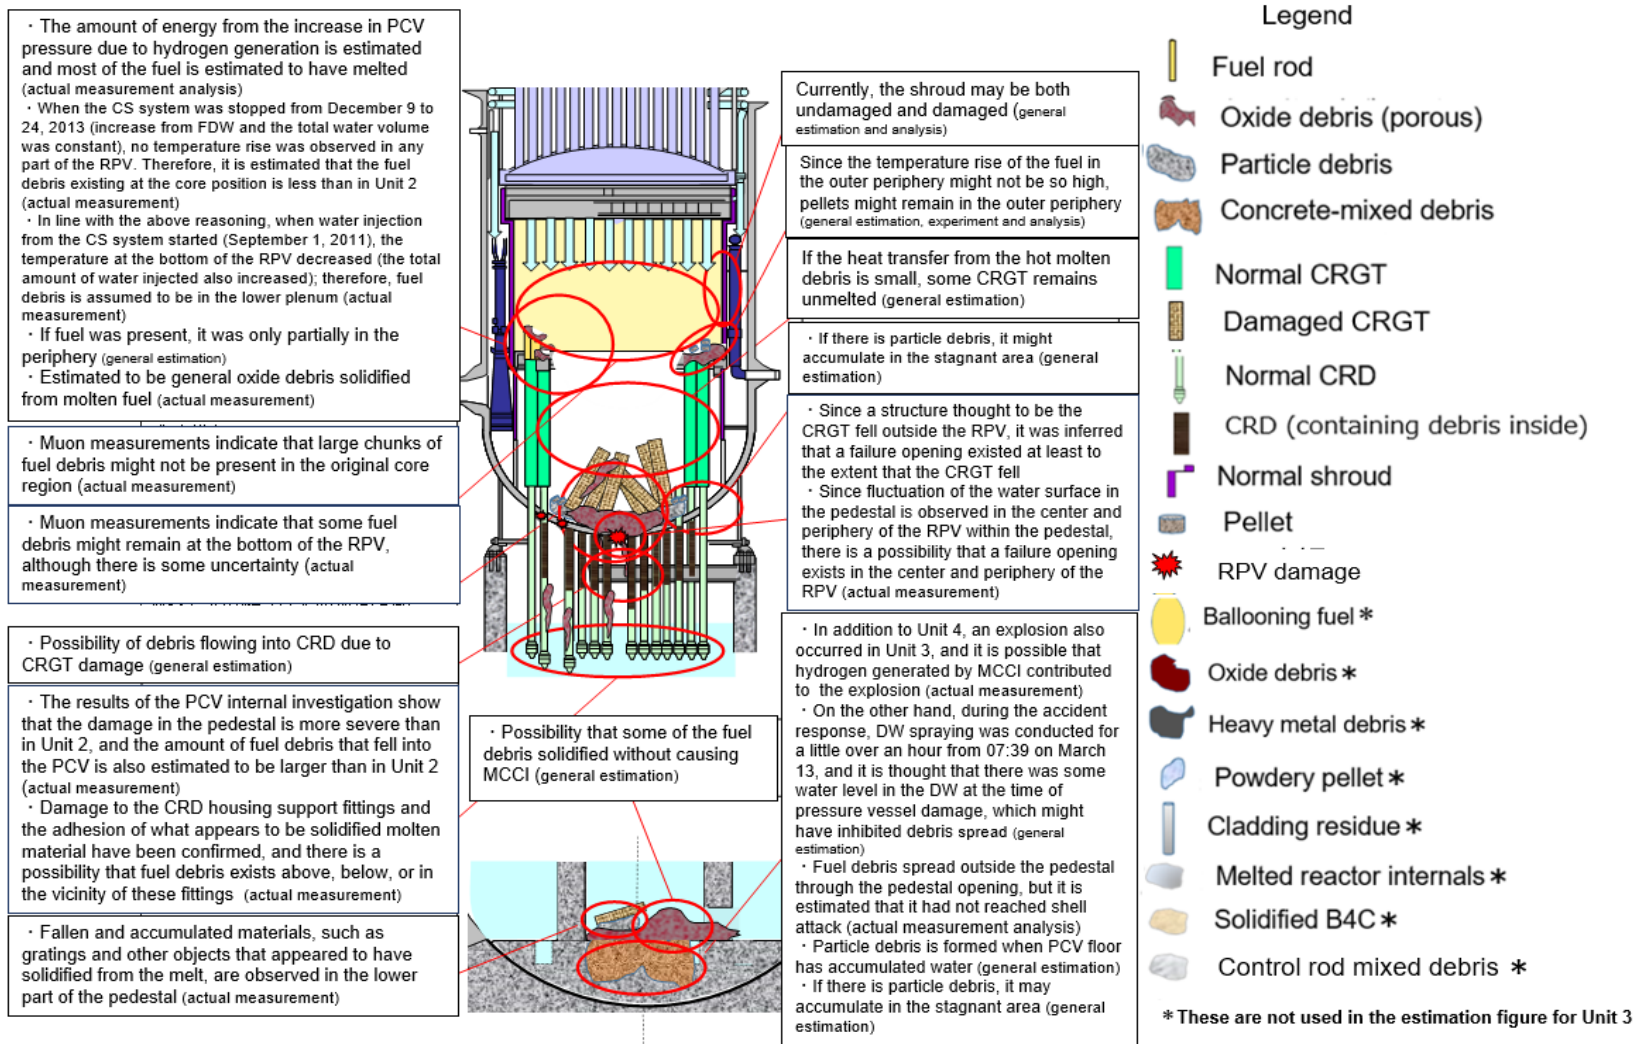 ・The amount of energy from the increase in PCV
pressure due to hydrogen generation is estimated
and most of the fuel is estimated to have melted
(actual measurement analysis)
・When the CS system was stopped from December 9 to
24, 2013 (increase from FDW and the total water volume
was constant), no temperature rise was observed in any
part of the RPV. Therefore, it is estimated that the fuel
debris existing at the core position is less than in Unit 2
(actual measurement)
・In line with the above reasoning, when water injection
from the CS system started (September 1, 2011), the
temperature at the bottom of the RPV decreased (the total
amount of water injected also increased); therefore, fuel
debris is assumed to be in the lower plenum (actual
measurement)
・If fuel was present, it was only partially in the
periphery (general estimation)
・Estimated to be general oxide debris solidified
from molten fuel (actual measurement)
・Muon measurements indicate that large chunks of
fuel debris might not be present in the original core
region (actual measurement)
・Muon measurements indicate that some fuel
debris might remain at the bottom of the RPV,
although there is some uncertainty (actual
measurement)
・Possibility of debris flowing into CRD due to
CRGT damage (general estimation)
・The results of the PCV internal investigation show
that the damage in the pedestal is more severe than
in Unit 2, and the amount of fuel debris that fell into
the PCV is also estimated to be larger than in Unit 2
(actual measurement)
・Damage to the CRD housing support fittings and
the adhesion of what appears to be solidified molten
material have been confirmed, and there is a
possibility that fuel debris exists above, below, or in
the vicinity of these fittings (actual measurement)
・Fallen and accumulated materials, such as
gratings and other objects that appeared to have
solidified from the melt, are observed in the lower
part of the pedestal (actual measurement)
・Possibility that some of the fuel
debris solidified without causing
MCCI (general estimation)
Currently, the shroud may be both
undamaged and damaged (general
estimation and analysis)
Since the temperature rise of the fuel in
the outer periphery might not be so high,
pellets might remain in the outer periphery
(general estimation, experiment and analysis)
If the heat transfer from the hot molten
debris is small, some CRGT remains
unmelted (general estimation)
・If there is particle debris, it might
accumulate in the stagnant area (general
estimation)
・Since a structure thought to be the
CRGT fell outside the RPV, it was inferred
that a failure opening existed at least to
the extent that the CRGT fell
・Since fluctuation of the water surface in
the pedestal is observed in the center and
periphery of the RPV within the pedestal,
there is a possibility that a failure opening
exists in the center and periphery of the
RPV (actual measurement)
・In addition to Unit 4, an explosion also
occurred in Unit 3, and it is possible that
hydrogen generated by MCCI contributed
to the explosion (actual measurement)
・On the other hand, during the accident
response, DW spraying was conducted for
a little over an hour from 07:39 on March
13, and it is thought that there was some
water level in the DW at the time of
pressure vessel damage, which might
have inhibited debris spread (general
estimation)
・Fuel debris spread outside the pedestal
through the pedestal opening, but it is
estimated that it had not reached shell
attack (actual measurement analysis)
・Particle debris is formed when PCV floor
has accumulated water (general estimation)
・If there is particle debris, it may
accumulate in the stagnant area (general
estimation)
Legend
Fuel rod
Oxide debris (porous)
Particle debris
Concrete-mixed debris
Normal CRGT
Damaged CRGT
Normal CRD
CRD (containing debris inside)
Normal shroud
Pellet
RPV damage
Ballooning fuel *
Oxide debris *
Heavy metal debris *
Powdery pellet *
Cladding residue *
Melted reactor internals *
Solidified B4C *
Control rod mixed debris *
* These are not used in the estimation figure for Unit 3